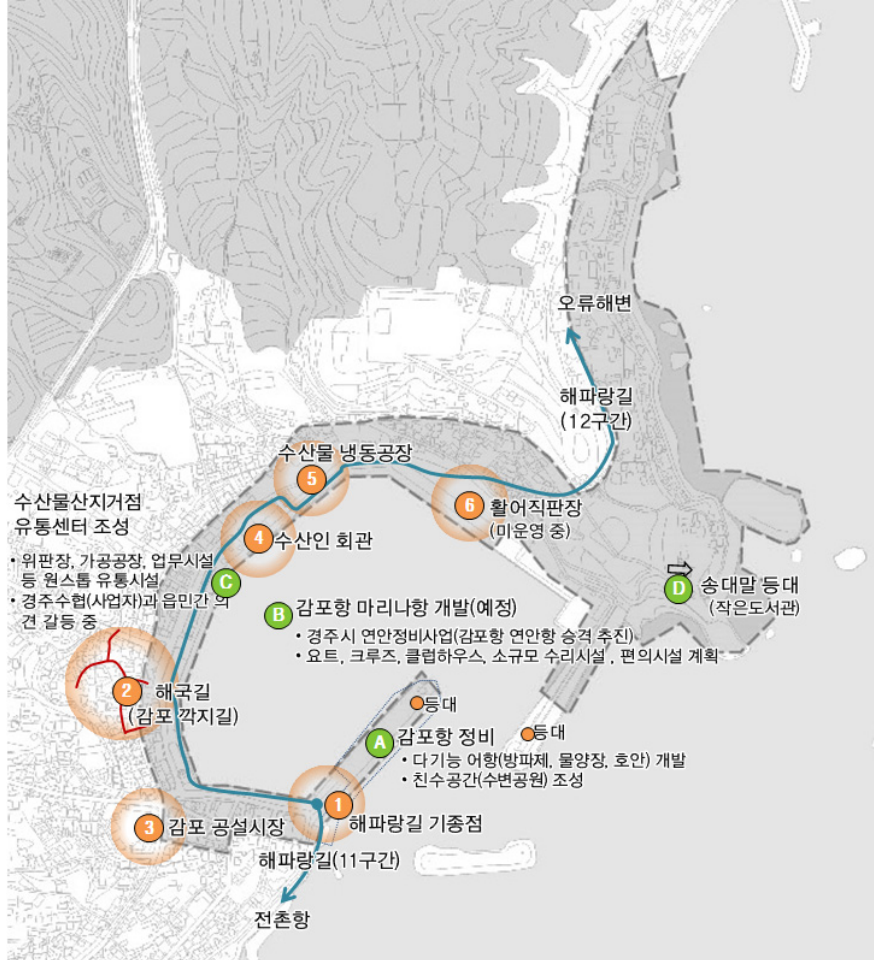 오류해변
해파랑길
(12구간)
수산물 냉동공장
5
수산물산지거점
유통센터 조성
• 위판장, 가공공장, 업무시설
등 원스톱 유통시설
• 경주수협(사업자)과 읍민간 의
견 갈등 중
4 수산인 회관
6 활어직판장
(미운영 중)
C
D 송대말 등대
(작은도서관)
B 감포항 마리나항 개발(예정)
• 경주시 연안정비사업(감포항 연안항 승격 추진)
• 요트, 크루즈, 클럽하우스, 소규모 수리시설 , 편의시설 계획
2 해국길
(감포 깍지길)
등대
등대
A 감포항 정비
• 다기능 어항(방파제, 물양장, 호안) 개발
• 친수공간(수변공원) 조성
1
해파랑길 기종점
3 감포 공설시장
해파랑길(11구간)
전촌항